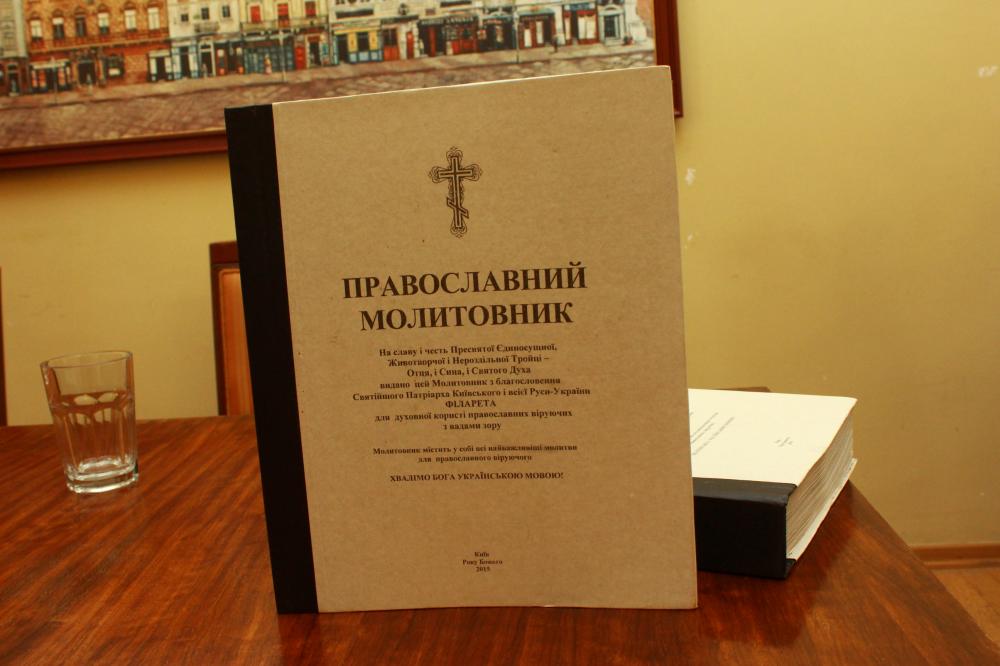 ПРАВОСЛАВНИЙ
МОЛИТОВНИК
На славу і честь Пресвятої Єдиносущної,
Животворчої і Нероздільної Тройці –
Отця, і Сина, і Святого Духа
видано цей Молитовник з благословення
Святійшого Патріарха Київського і всієї Руси-України
ФІЛАРЕТА
для духовної користі православних віруючих
з вадами зору
Молитовник містить у собі всі найважливіші молитви
для православного віруючого
ХВАЛІМО БОГА УКРАЇНСЬКОЮ МОВОЮ!
Київ
Року Божого
2015